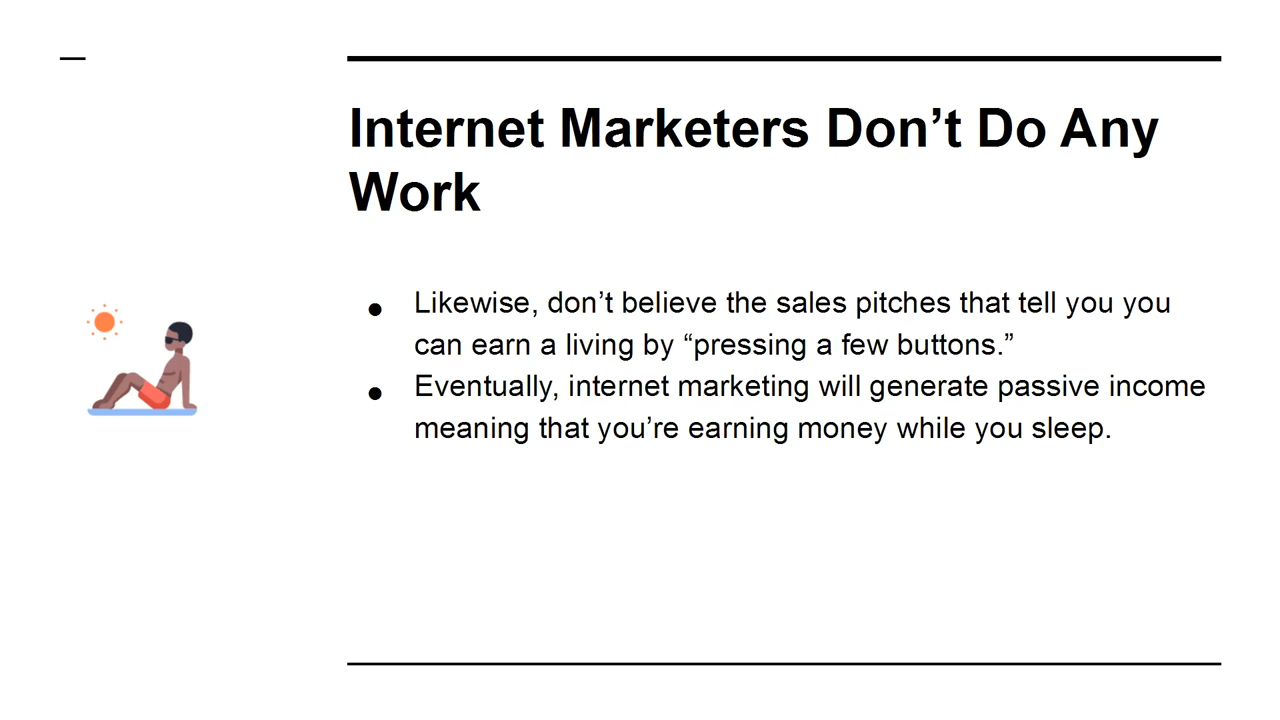 Internet Marketers Don’t Do Any
Work
● Likewise, don’t believe the sales pitches that tell you you
can earn a living by “pressing a few buttons.”
● Eventually, internet marketing will generate passive income
meaning that you’re earning money while you sleep.